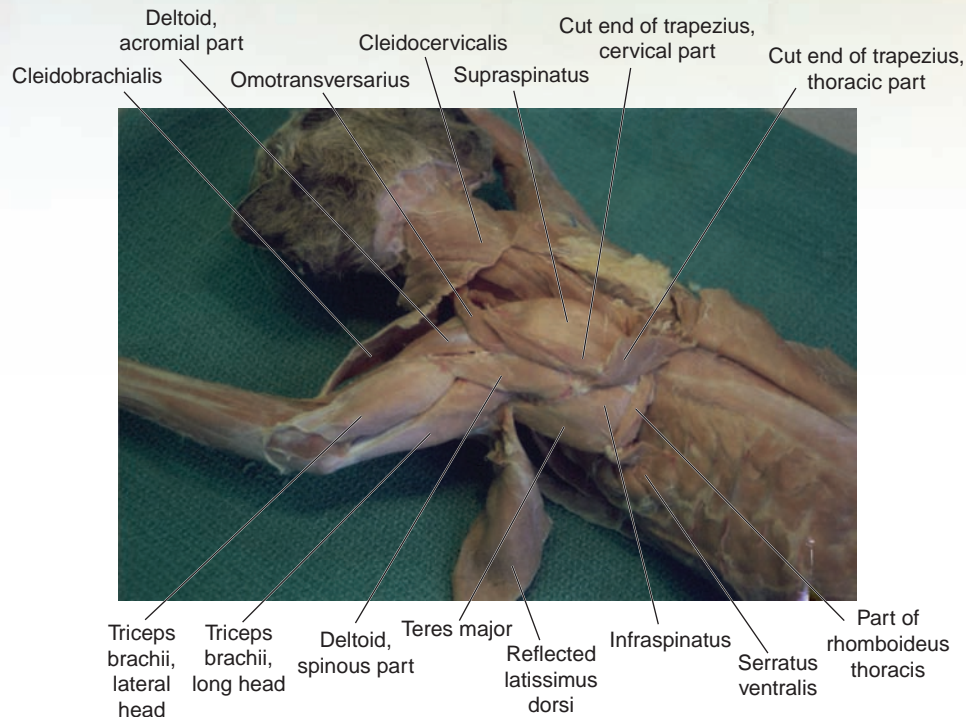 Deltoid,
acromial part
Cleidobrachialis
Omotransversarius
Cleidocervicalis
Supraspinatus
Cut end of trapezius,
cervical part
Cut end of trapezius,
thoracic part
Triceps
brachii,
lateral
head
Triceps
brachii,
long head
Deltoid,
spinous part
Teres major
Reflected
latissimus
dorsi
Infraspinatus
Serratus
ventralis
Part of
rhomboideus
thoracis